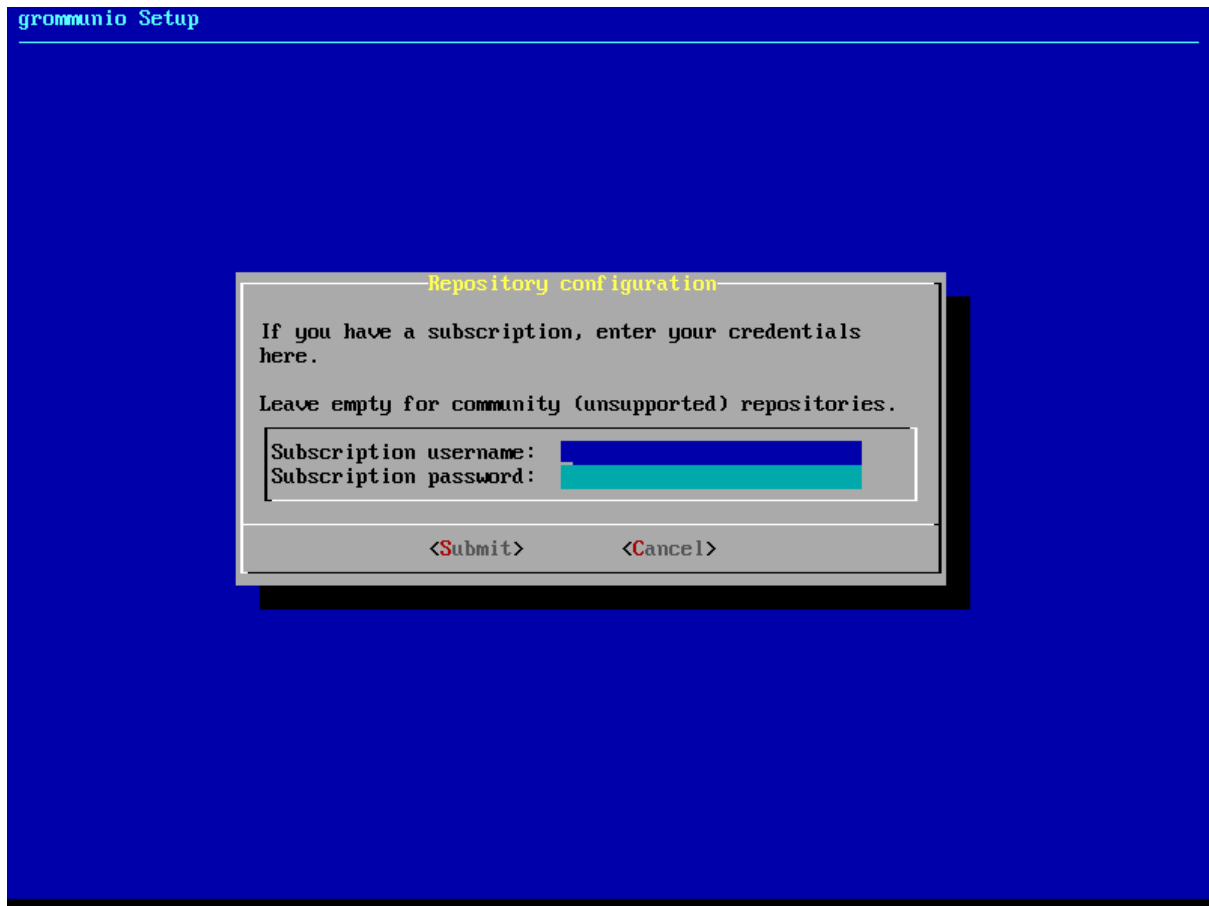 grommunio Setup
Repository configuration
If you have a subscription, enter your credentials
here.
Leave empty for community (unsupported) repositories.
Subscription username:
Subscription password:
<Submit> <Cancel>